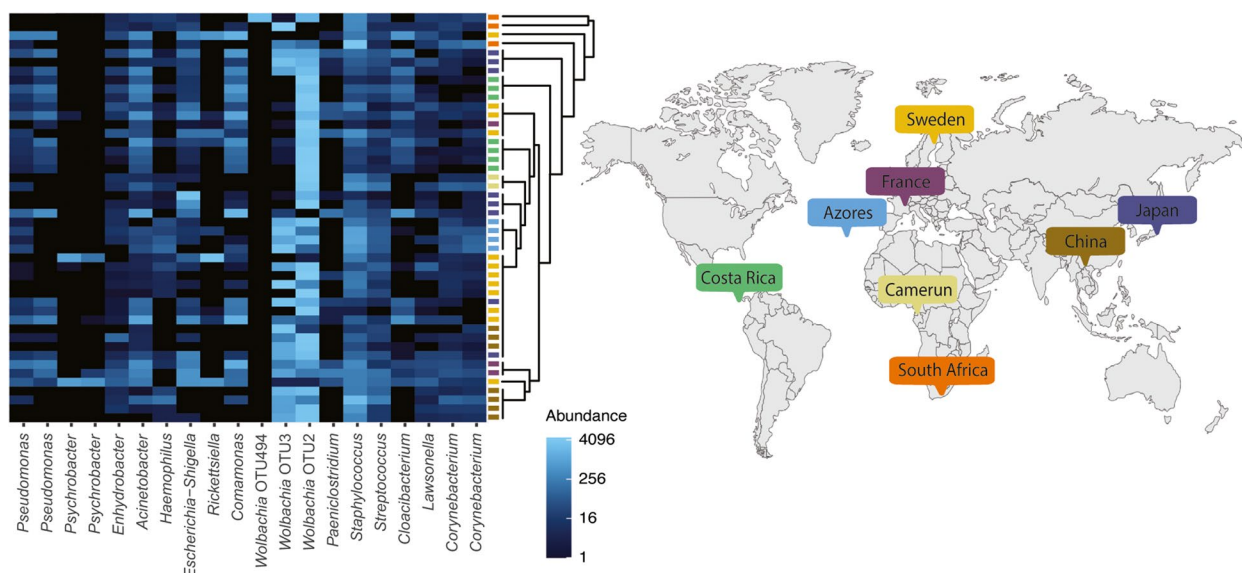 Pseudomonas
Pseudomonas
Psychrobacter
Psychrobacter
Enhydrobacter
Acinetobacter
Haemophilus
Escherichia–Shigella
Rickettsiella
Comamonas
Wolbachia OTU494
Wolbachia OTU3
Wolbachia OTU2
Paeniclostridium
Staphylococcus
Streptococcus
Cloacibacterium
Lawsonella
Corynebacterium
Corynebacterium
Abundance
4096
256
16
1
Sweden
France
Azores
Japan
China
Costa Rica
Camerun
South Africa